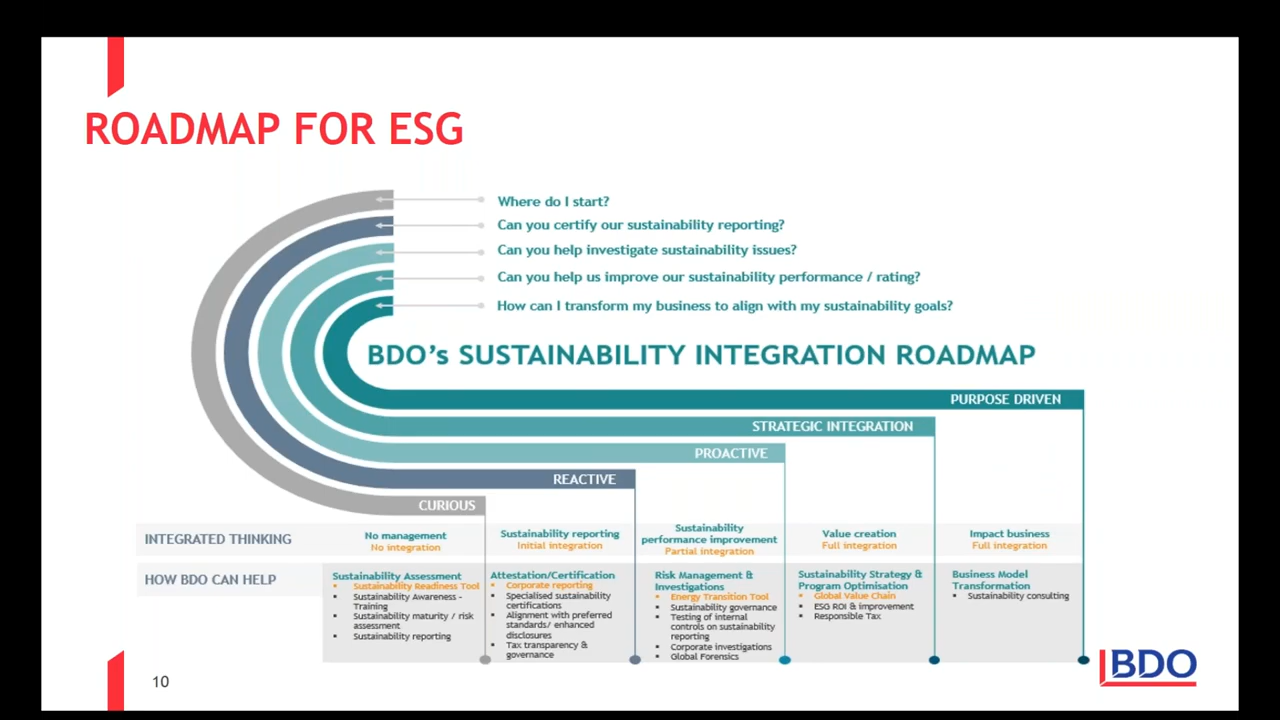 ROADMAP FOR ESG
Where do I start?
Can you certify our sustainability reporting?
Can you help investigate sustainability issues?
Can you help us improve our sustainability performance / rating?
How can I transform my business to align with my sustainability goals?
BDO's SUSTAINABILITY INTEGRATION ROADMAP
PURPOSE DRIVEN
STRATEGIC INTEGRATION
PROACTIVE
REACTIVE
CURIOUS
INTEGRATED THINKING
No management
No integration
Sustainability reporting
Initial integration
Sustainability
performance improvement
Partial integration
Value creation
Full integration
Impact business
Full integration
HOW BDO CAN HELP
Sustainability Assessment
▪ Sustainability Readiness Tool
▪ Sustainability Awareness -
Training
▪ Sustainability maturity / risk
assessment
▪ Sustainability reporting
Attestation/Certification
▪ Corporate reporting
▪ Specialised sustainability
certifications
▪ Alignment with preferred
standards/ enhanced
disclosures
▪ Tax transparency &
governance
Risk Management &
Investigations
▪ Energy Transition Tool
▪ Sustainability governance
▪ Testing of internal
controls on sustainability
reporting
▪ Corporate investigations
▪ Global Forensics
Sustainability Strategy &
Program Optimisation
▪ Global Value Chain
▪ ESG ROI & improvement
▪ Responsible Tax
Business Model
Transformation
▪ Sustainability consulting
10
BDO